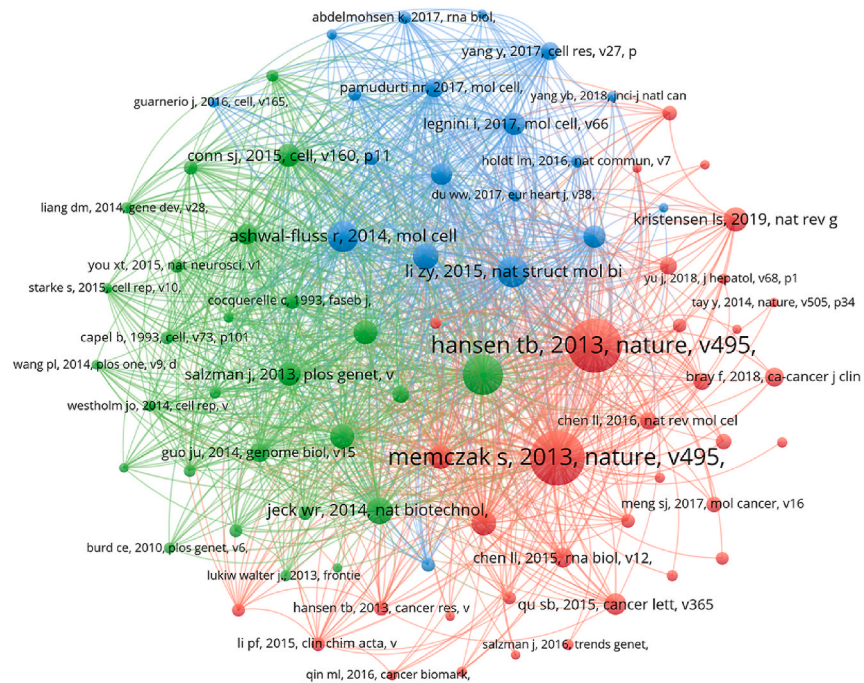 abdelmohsen k, 2017, rna biol,
yang y, 2017, cell res, v27, p
guarnerio j, 2016, cell, v165,
pamudurti nr, 2017, mol cell,
yang yb, 2018, jnci-j natl can
legnini i, 2017, mol cell, v66
conn sj, 2015, cell, v160, p11
holdt lm, 2016, nat commun, v7
du ww, 2017, eur heart j, v38,
liang dm, 2014, gene dev, v28,
kristensen ls, 2019, nat rev g
ashwal-fluss r, 2014, mol cell
you xt, 2015, nat neurosci, v1
li zy, 2015, nat struct mol bi
yu j, 2018, j hepatol, v68, p1
starke s, 2015, cell rep, v10,
cocquerelle c, 1993, faseb j,
tay y, 2014, nature, v505, p34
capel b, 1993, cell, v73, p101
hansen tb, 2013, nature, v495,
wang pl, 2014, plos one, v9, d
salzman j, 2013, plos genet, v
bray f, 2018, ca-cancer j clin
westholm jo, 2014, cell rep, v
chen ll, 2016, nat rev mol cel
guo ju, 2014, genome biol, v15
memczak s, 2013, nature, v495,
jeck wr, 2014, nat biotechnol,
meng sj, 2017, mol cancer, v16
burd ce, 2010, plos genet, v6,
chen ll, 2015, rna biol, v12,
lukiw walter j., 2013, frontie
hansen tb, 2013, cancer res, v
qu sb, 2015, cancer lett, v365
li pf, 2015, clin chim acta, v
salzman j, 2016, trends genet,
qin ml, 2016, cancer biomark,